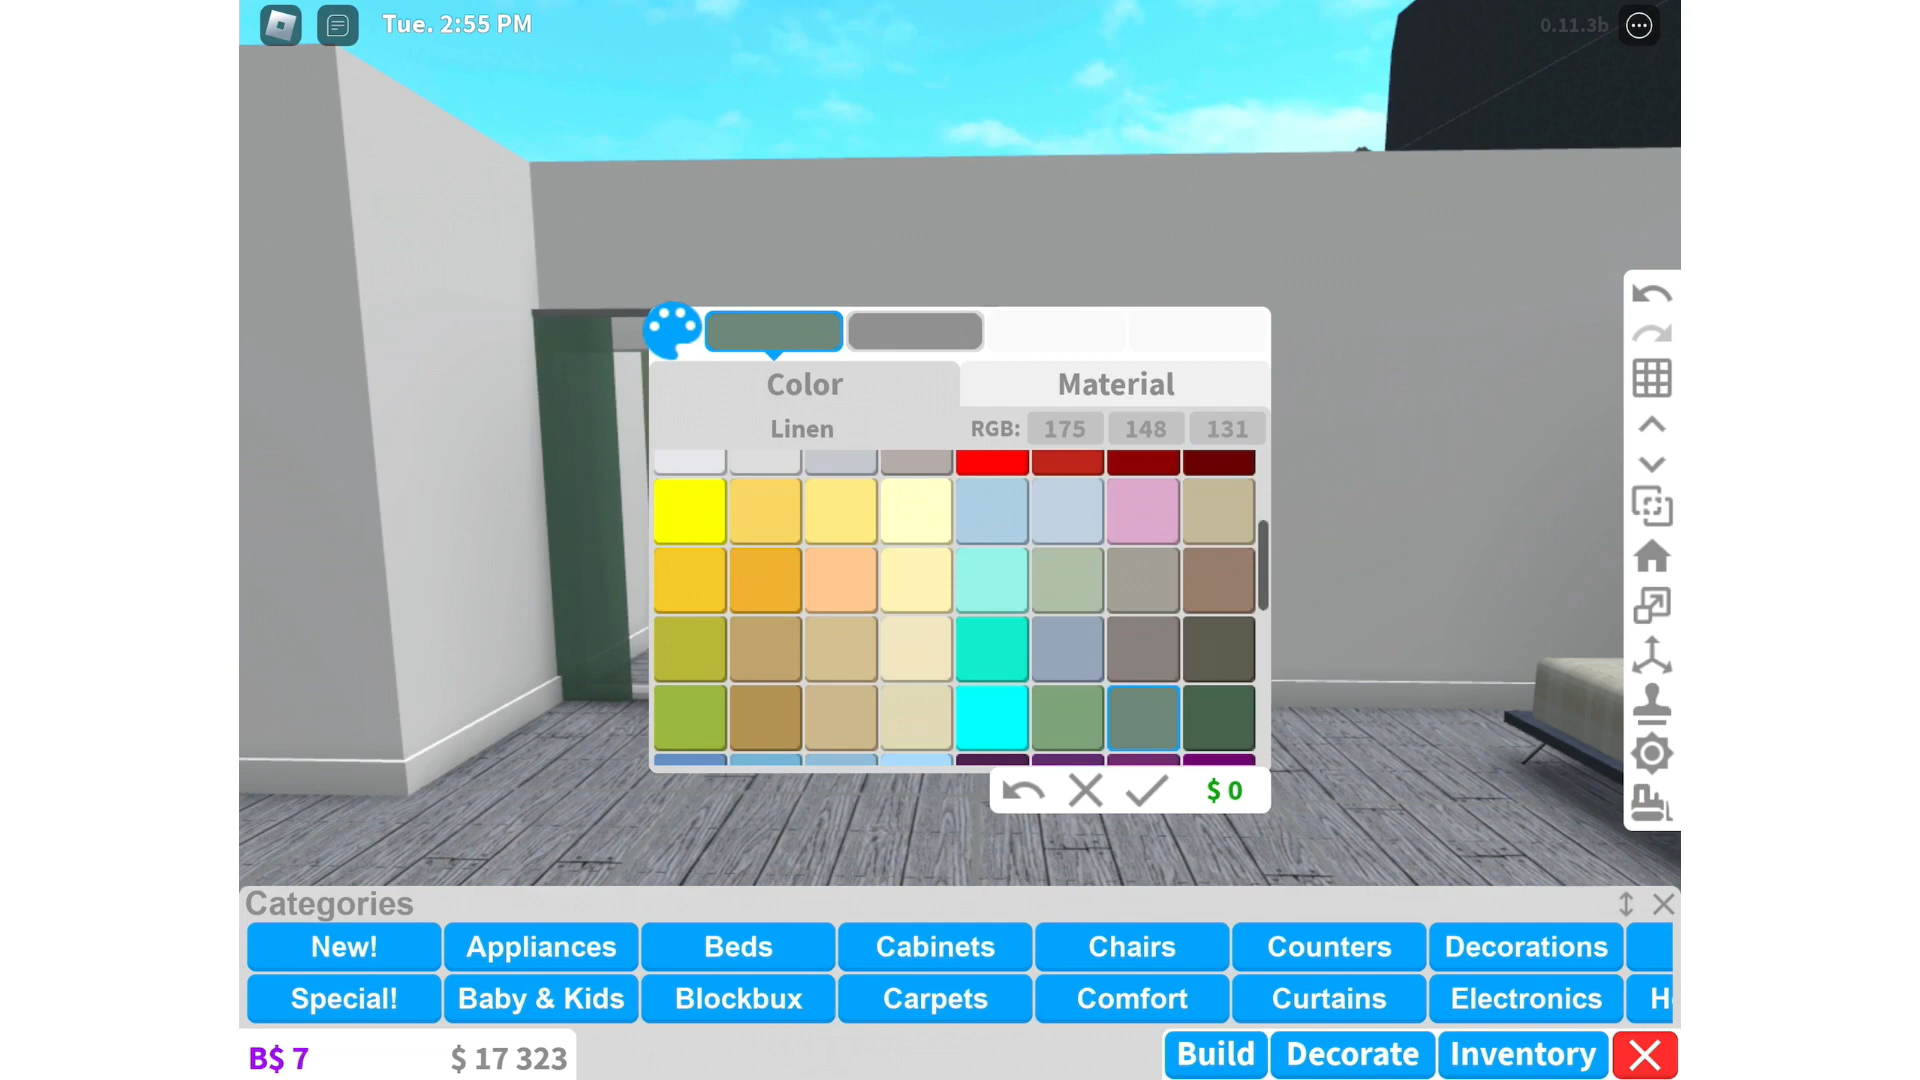 Tue. 2:55 PM
0.11.3b
Color
Material
Linen
RGB: 175 148 131
$ 0
Categories
New! Appliances Beds Cabinets Chairs Counters Decorations
Special! Baby & Kids Blockbux Carpets Comfort Curtains Electronics
B$ 7 $ 17 323 Build Decorate Inventory